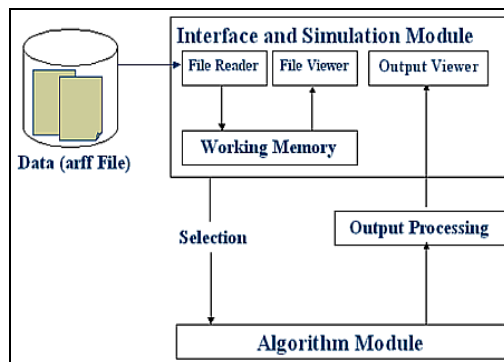 Interface and Simulation Module
File Reader
File Viewer
Output Viewer
Working Memory
Data (arff File)
Selection
Output Processing
Algorithm Module